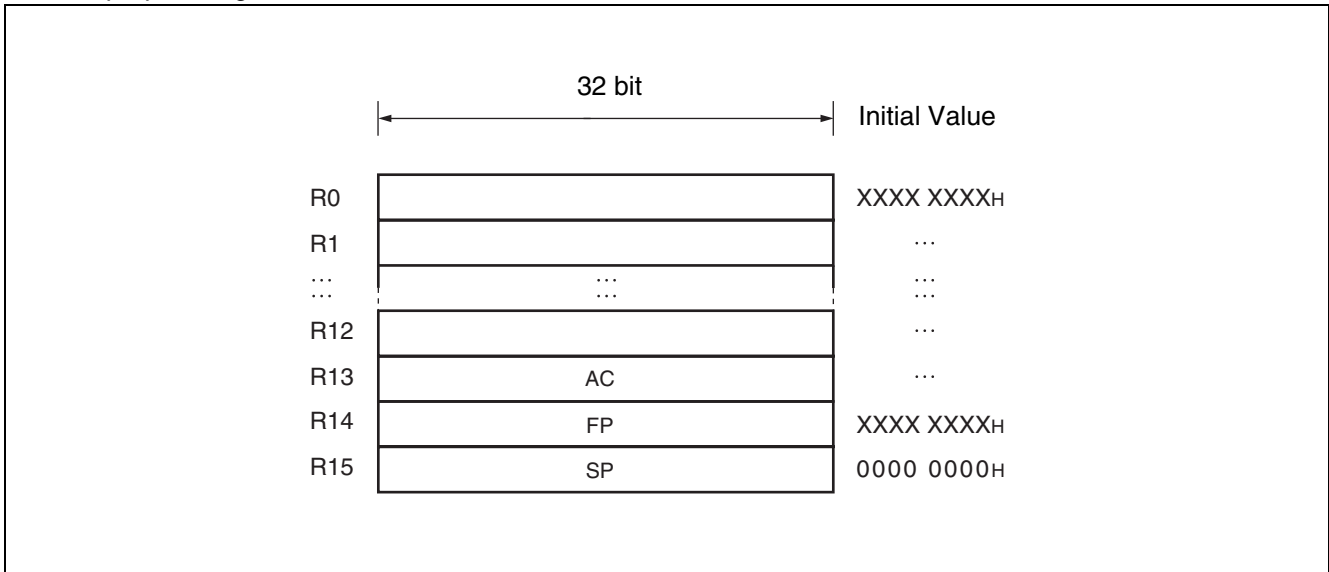 32 bit
Initial Value
R0 XXXX XXXXH
R1 ...
... ... ...
... ... ...
R12 ...
R13 AC ...
R14 FP XXXX XXXXH
R15 SP 0000 0000H